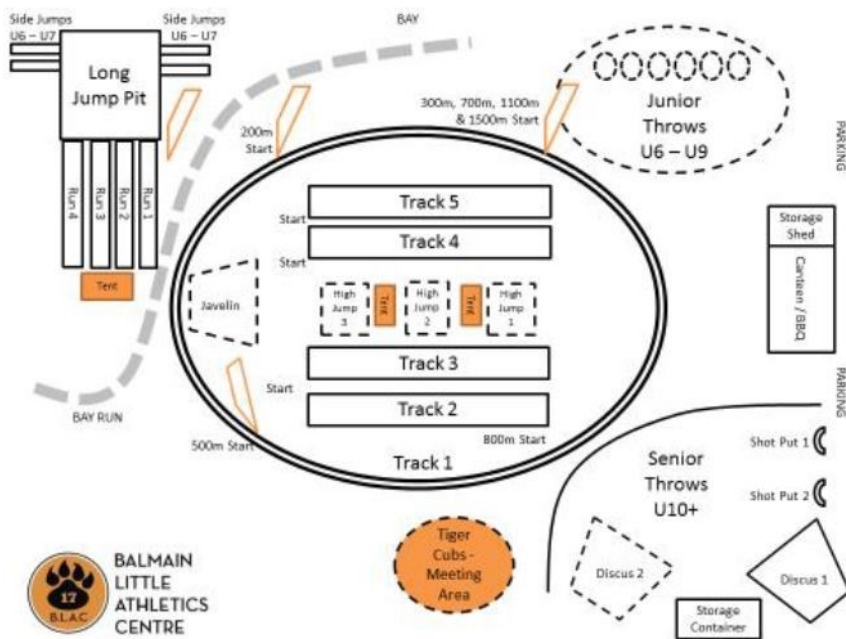 Side Jumps
U6 – U7
Side Jumps
U6 – U7
BAY
Long
Jump Pit
200m
Start
300m, 700m, 1100m
& 1500m Start
Junior
Throws
U6 – U9
PARKING
Run 4
Run 3
Run 2
Run 1
Tent
Track 5
Start
Track 4
Start
Javelin
High
Jump
3
Tent
High
Jump
2
Tent
High
Jump
1
Storage
Shed
Canteen / BBQ
Track 3
Start
Track 2
BAY RUN
500m Start
800m Start
Track 1
PARKING
Shot Put 1
Senior
Throws
U10+
Shot Put 2
Tiger
Cubs -
Meeting
Area
Discus 2
Discus 1
Storage
Container
17
B.L.A.C
BALMAIN
LITTLE
ATHLETICS
CENTRE